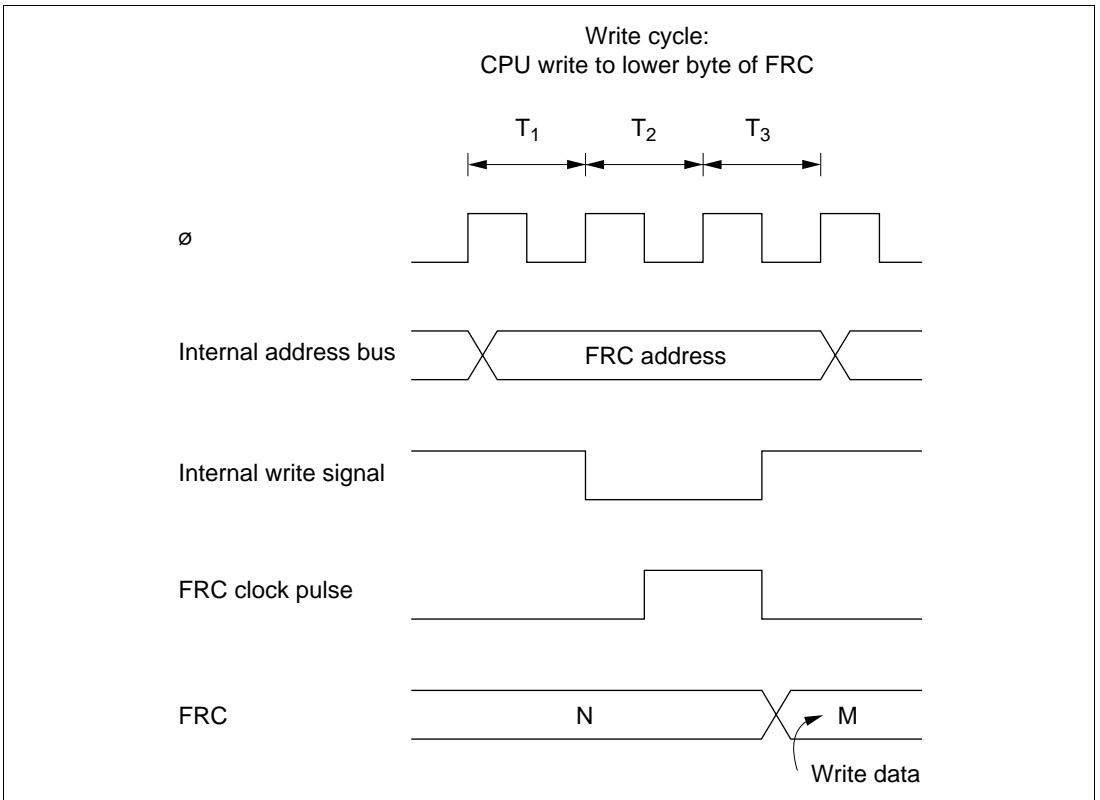 Write cycle:
CPU write to lower byte of FRC
T1 T2 T3
ø
Internal address bus FRC address
Internal write signal
FRC clock pulse
FRC N M
Write data